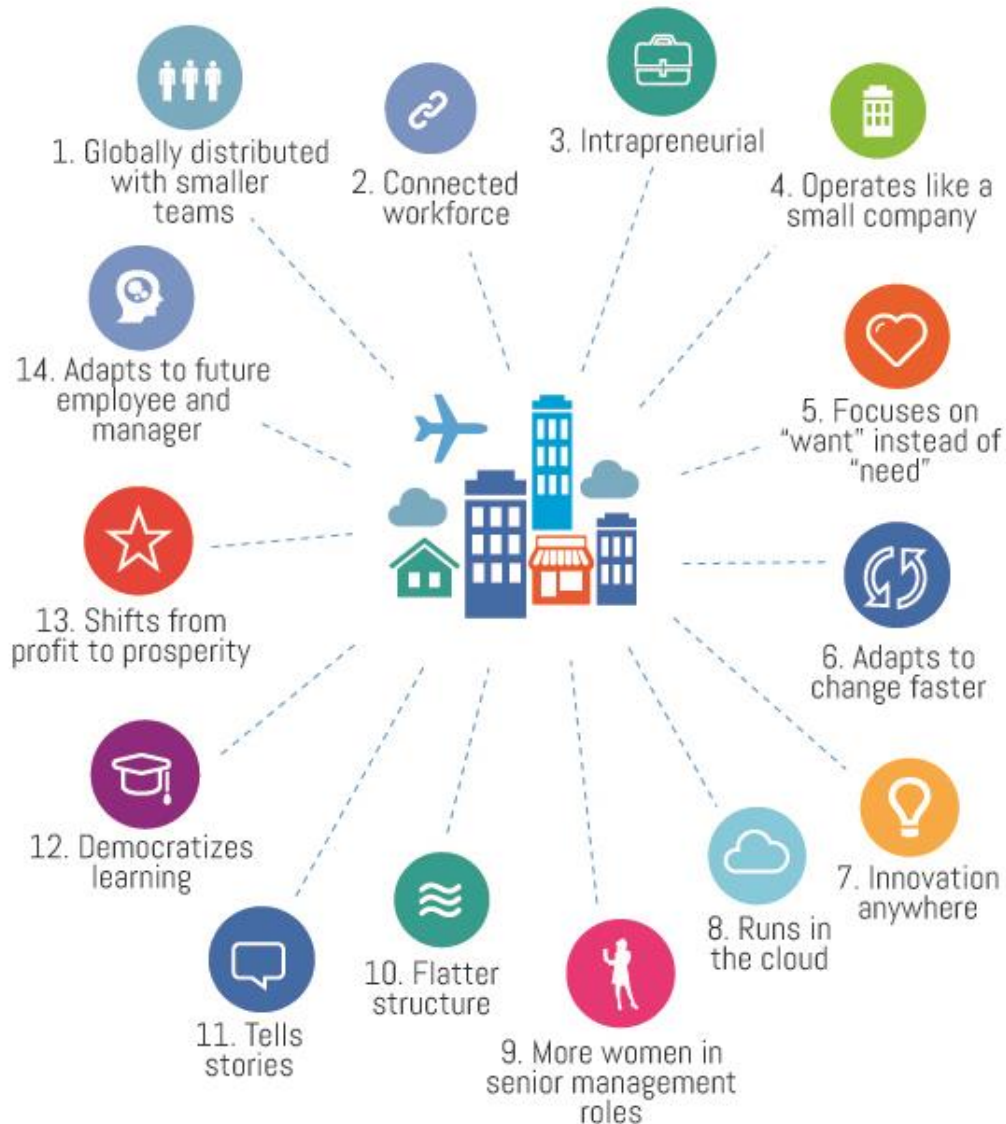 1. Globally distributed
with smaller
teams
2. Connected
workforce
3. Intrapreneurial
4. Operates like a
small company
5. Focuses on
“want” instead of
“need”
6. Adapts to
change faster
7. Innovation
anywhere
8. Runs in
the cloud
9. More women in
senior management
roles
10. Flatter
structure
11. Tells
stories
12. Democratizes
learning
13. Shifts from
profit to prosperity
14. Adapts to future
employee and
manager